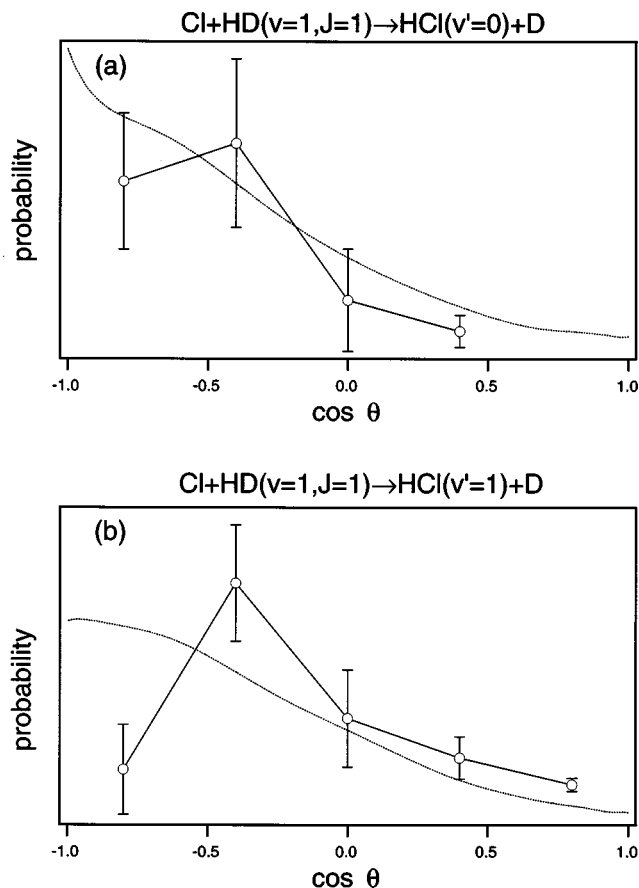 Cl+HD(v=1,J=1)→HCl(v'=0)+D
(a)
probability
-1.0 -0.5 0.0 0.5 1.0
cos θ
Cl+HD(v=1,J=1)→HCl(v'=1)+D
(b)
probability
-1.0 -0.5 0.0 0.5 1.0
cos θ